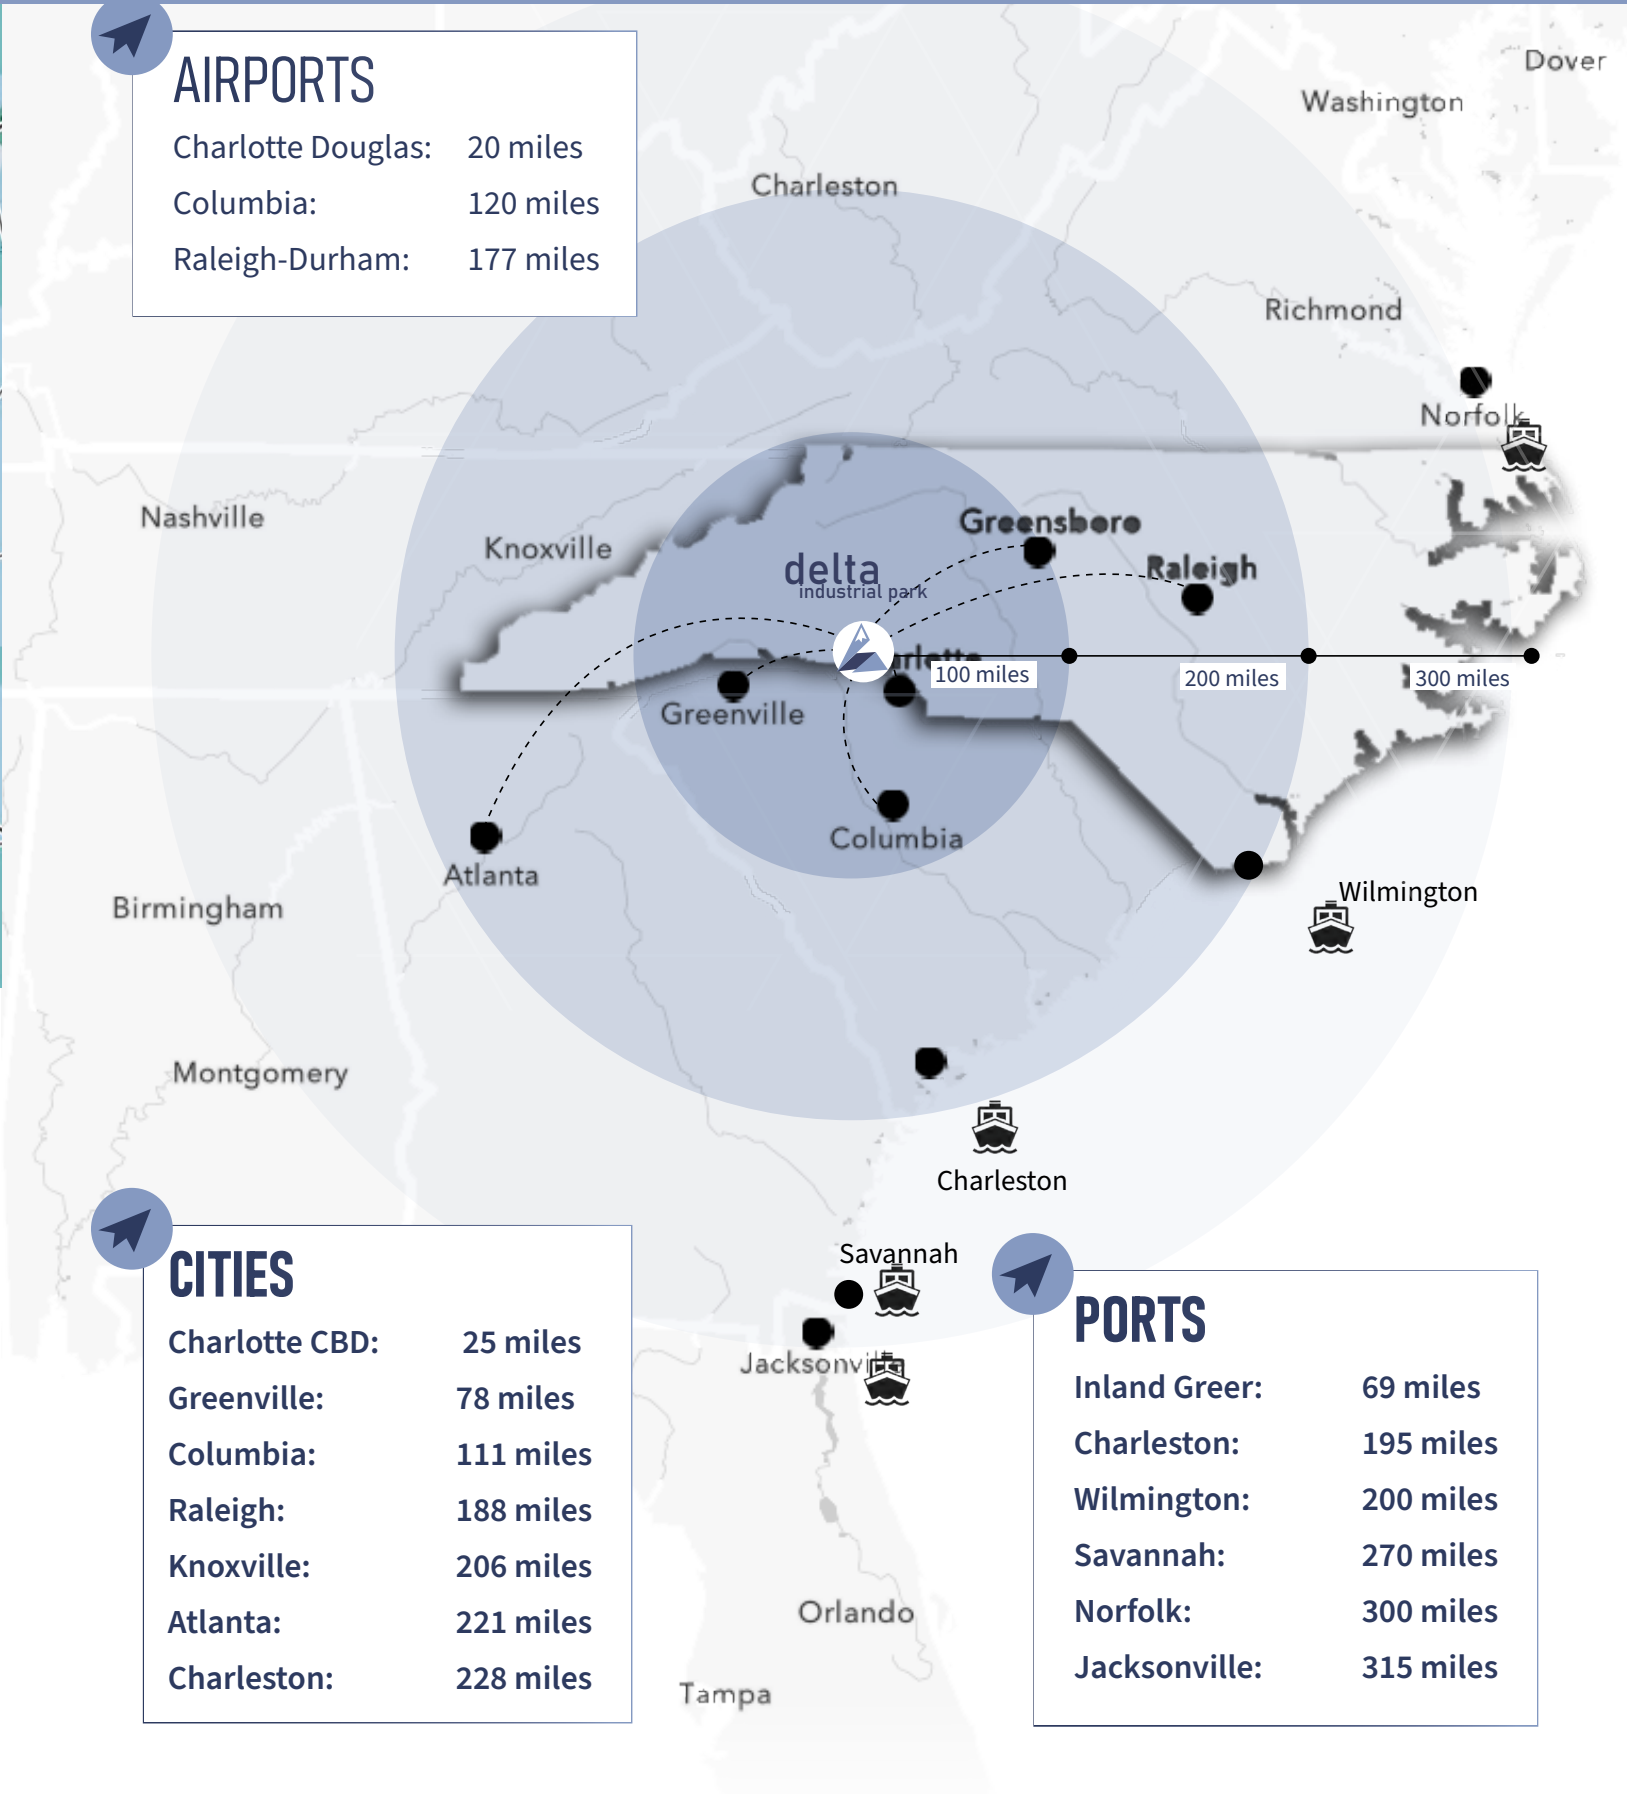 AIRPORTS
Charlotte Douglas: 20 miles
Columbia: 120 miles
Raleigh-Durham: 177 miles
Dover
Washington
Charleston
Richmond
Norfolk
Nashville
Knoxville
Greensboro
Raleigh
delta
industrial park
arlotte
100 miles
200 miles
300 miles
Greenville
Columbia
Atlanta
Wilmington
Birmingham
Montgomery
Charleston
Savannah
Jacksonvill
Orlando
Tampa
CITIES
Charlotte CBD: 25 miles
Greenville: 78 miles
Columbia: 111 miles
Raleigh: 188 miles
Knoxville: 206 miles
Atlanta: 221 miles
Charleston: 228 miles
PORTS
Inland Greer: 69 miles
Charleston: 195 miles
Wilmington: 200 miles
Savannah: 270 miles
Norfolk: 300 miles
Jacksonville: 315 miles